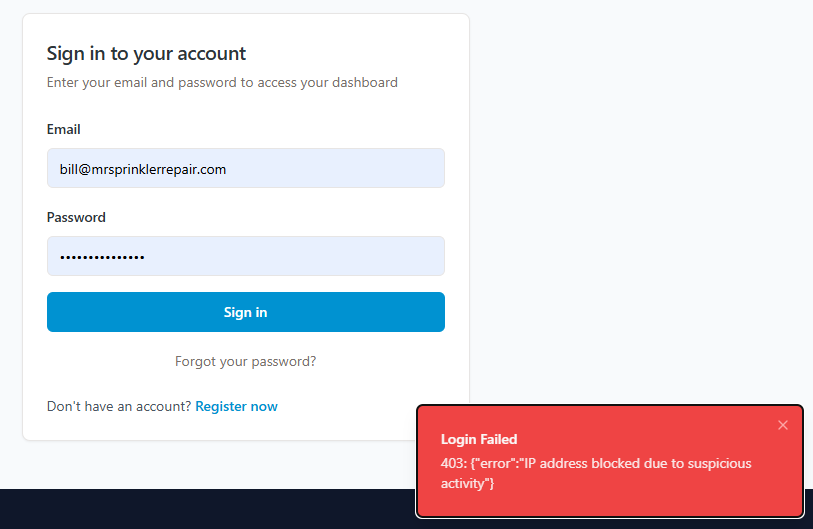 Sign in to your account
Enter your email and password to access your dashboard
Email
bill@mrsprinklerrepair.com
Password
•••••••••••••••
Sign in
Forgot your password?
Don't have an account? Register now
Login Failed
403: {"error":"IP address blocked due to suspicious
activity"}